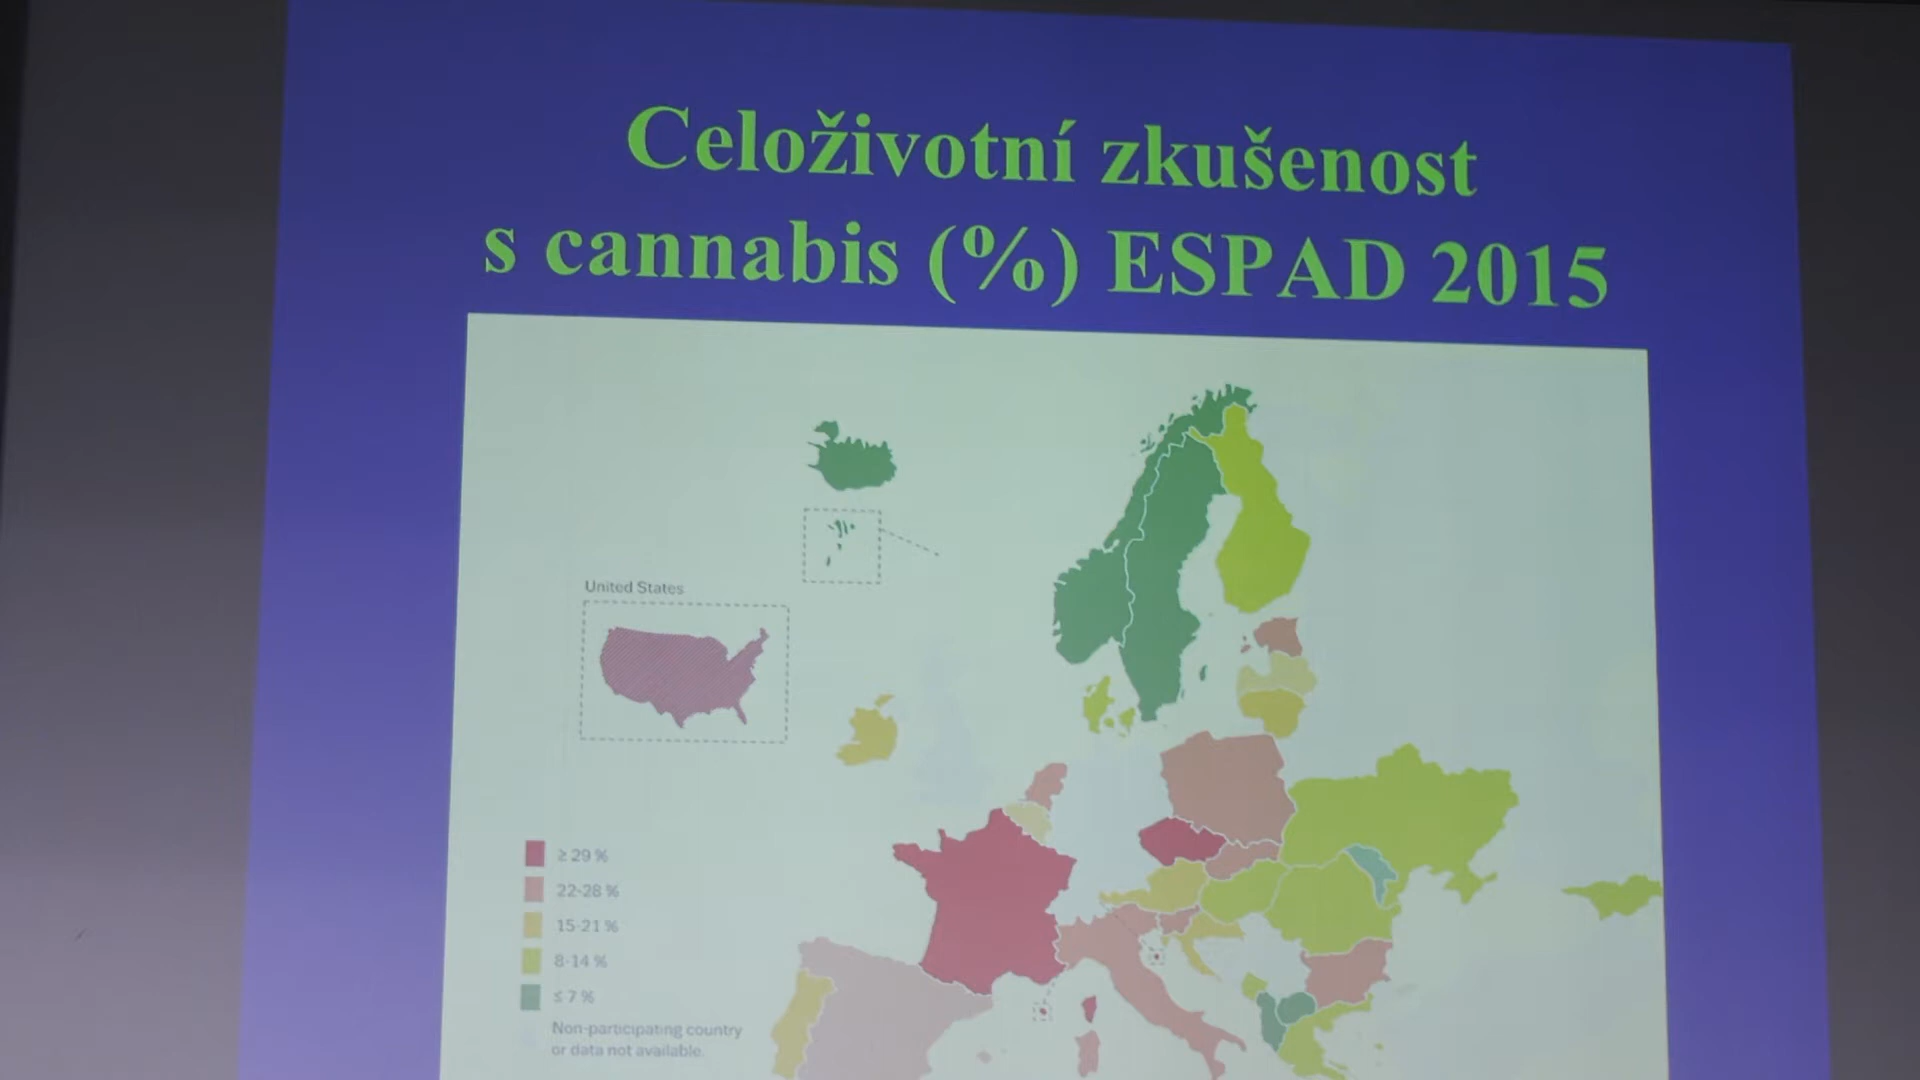 Celoživotní zkušenost
s cannabis (%) ESPAD 2015
United States
≥ 29 %
22-28 %
15-21 %
8-14 %
≤ 7 %
Non-participating country
or data not available.